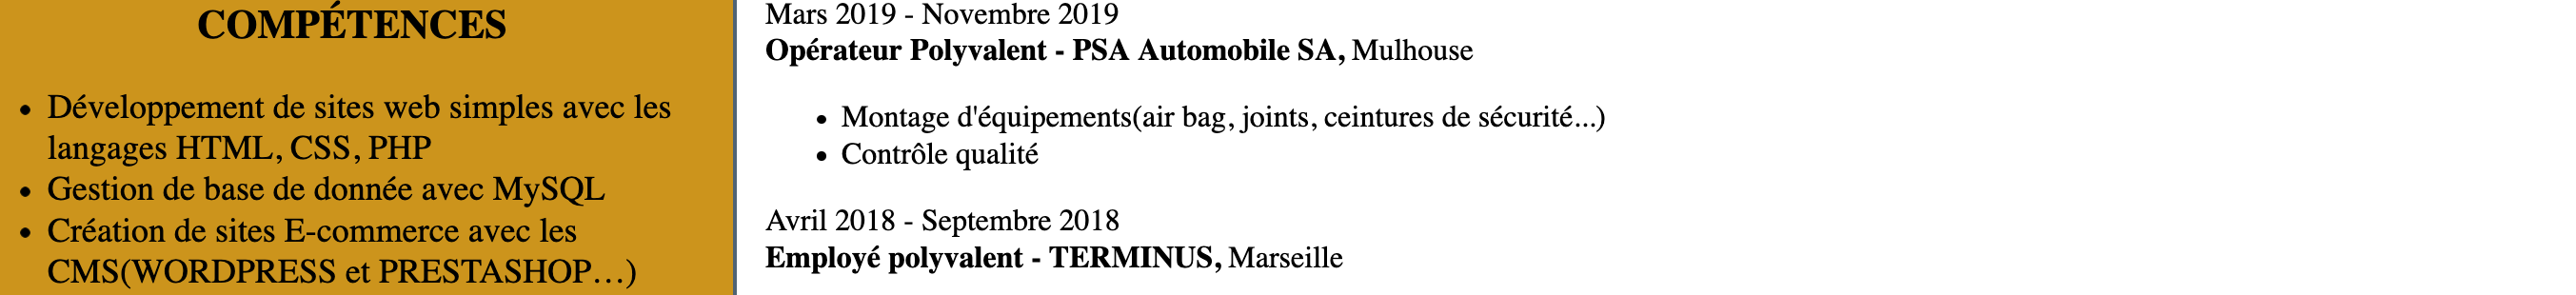 COMPÉTENCES
• Développement de sites web simples avec les
langages HTML, CSS, PHP
• Gestion de base de donnée avec MySQL
• Création de sites E-commerce avec les
CMS(WORDPRESS et PRESTASHOP…)
Mars 2019 - Novembre 2019
Opérateur Polyvalent - PSA Automobile SA, Mulhouse
• Montage d'équipements(air bag, joints, ceintures de sécurité...)
• Contrôle qualité
Avril 2018 - Septembre 2018
Employé polyvalent - TERMINUS, Marseille